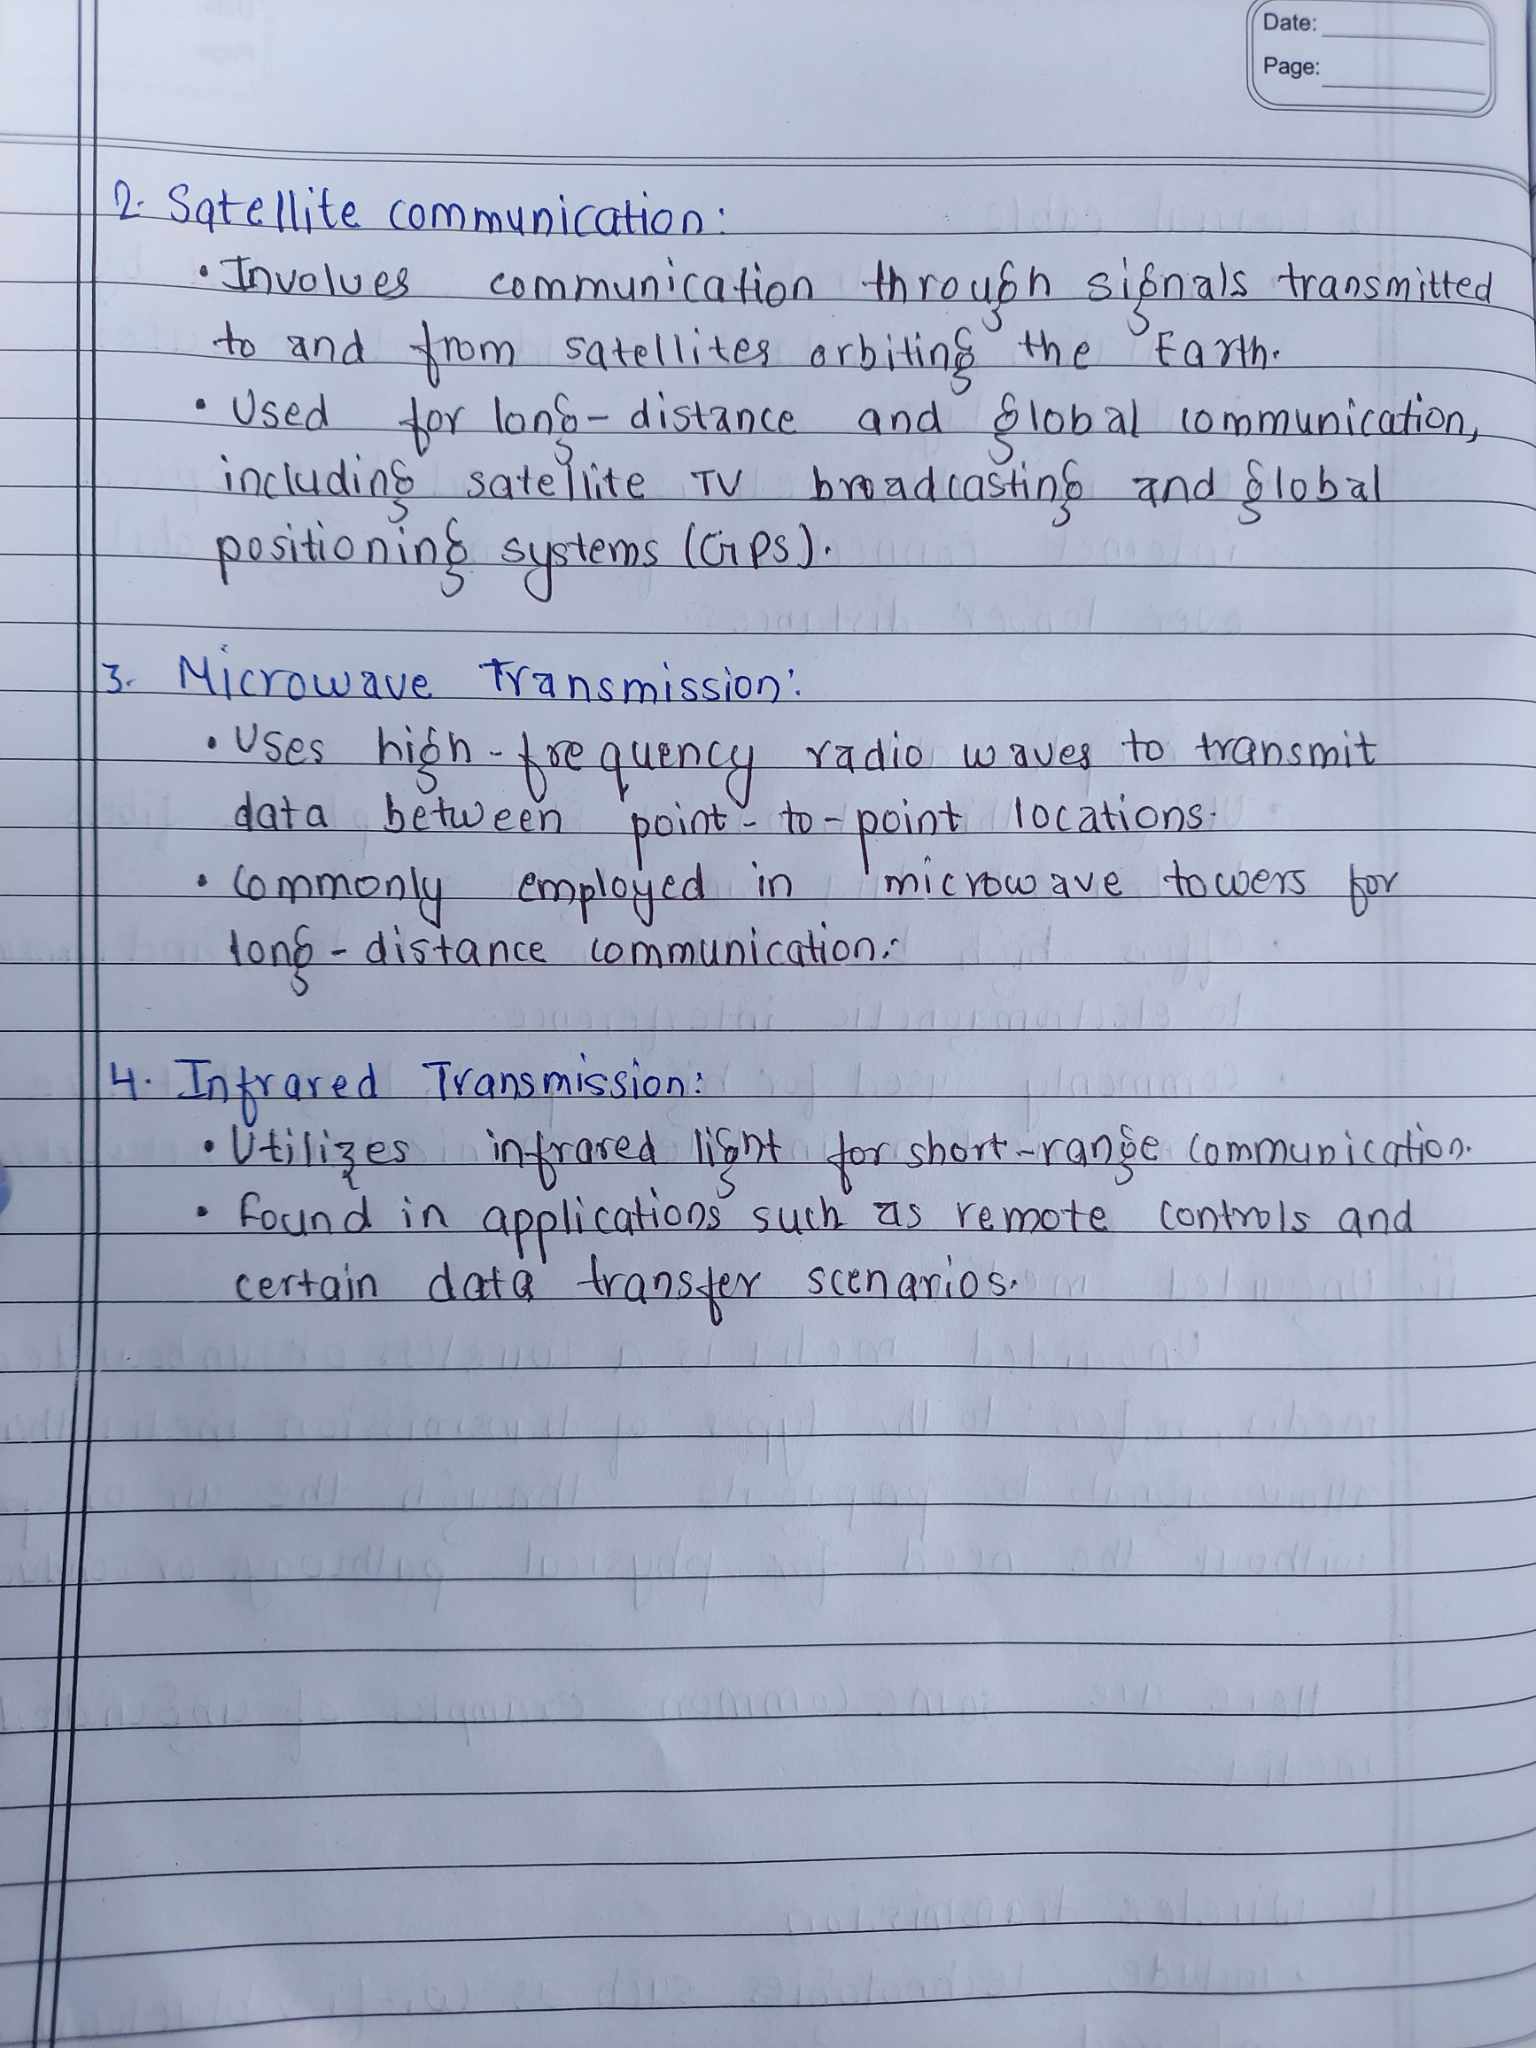 Date:
Page:
2. Satellite communication:
• Involves communication through signals transmitted
to and from satellites orbiting the Earth.
• Used for long-distance and global communication,
including satellite TV broadcasting and global
positioning systems (GPS).
3. Microwave Transmission:
• Uses high-frequency radio waves to transmit
data between point-to-point locations.
• Commonly employed in microwave towers for
long-distance communication.
4. Infrared Transmission:
• Utilizes infrared light for short-range communication.
• Found in applications such as remote controls and
certain data transfer scenarios.